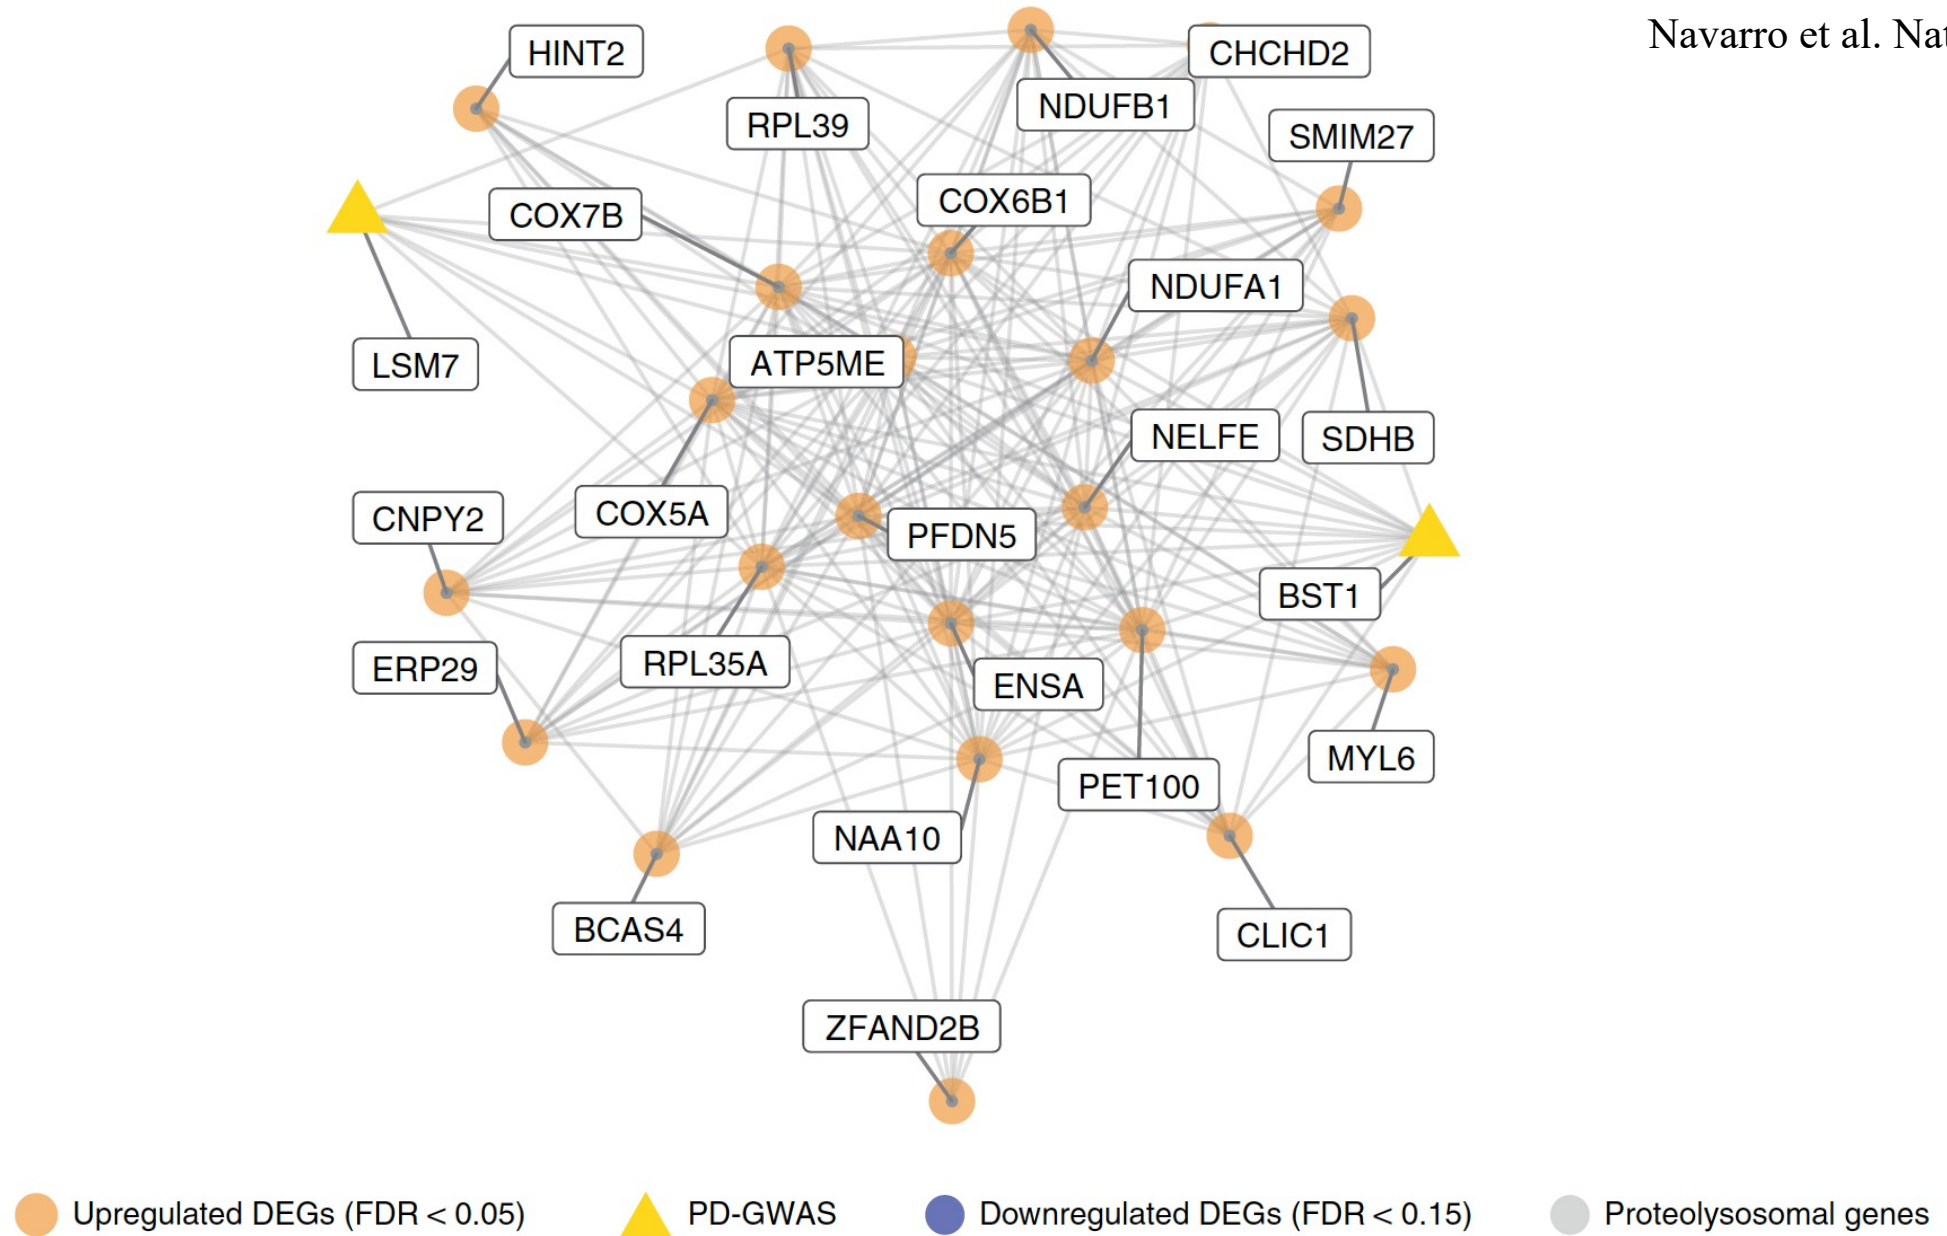 Navarro et al.
HINT2
CHCHD2
NDUFB1
RPL39
SMIM27
COX7B
COX6B1
NDUFA1
LSM7
ATP5ME
NELFE
SDHB
CNPY2
COX5A
PFDN5
BST1
ERP29
RPL35A
ENSA
MYL6
PET100
NAA10
BCAS4
CLIC1
ZFAND2B
Upregulated DEGs (FDR < 0.05) PD-GWAS Downregulated DEGs (FDR < 0.15) Proteolysosomal genes